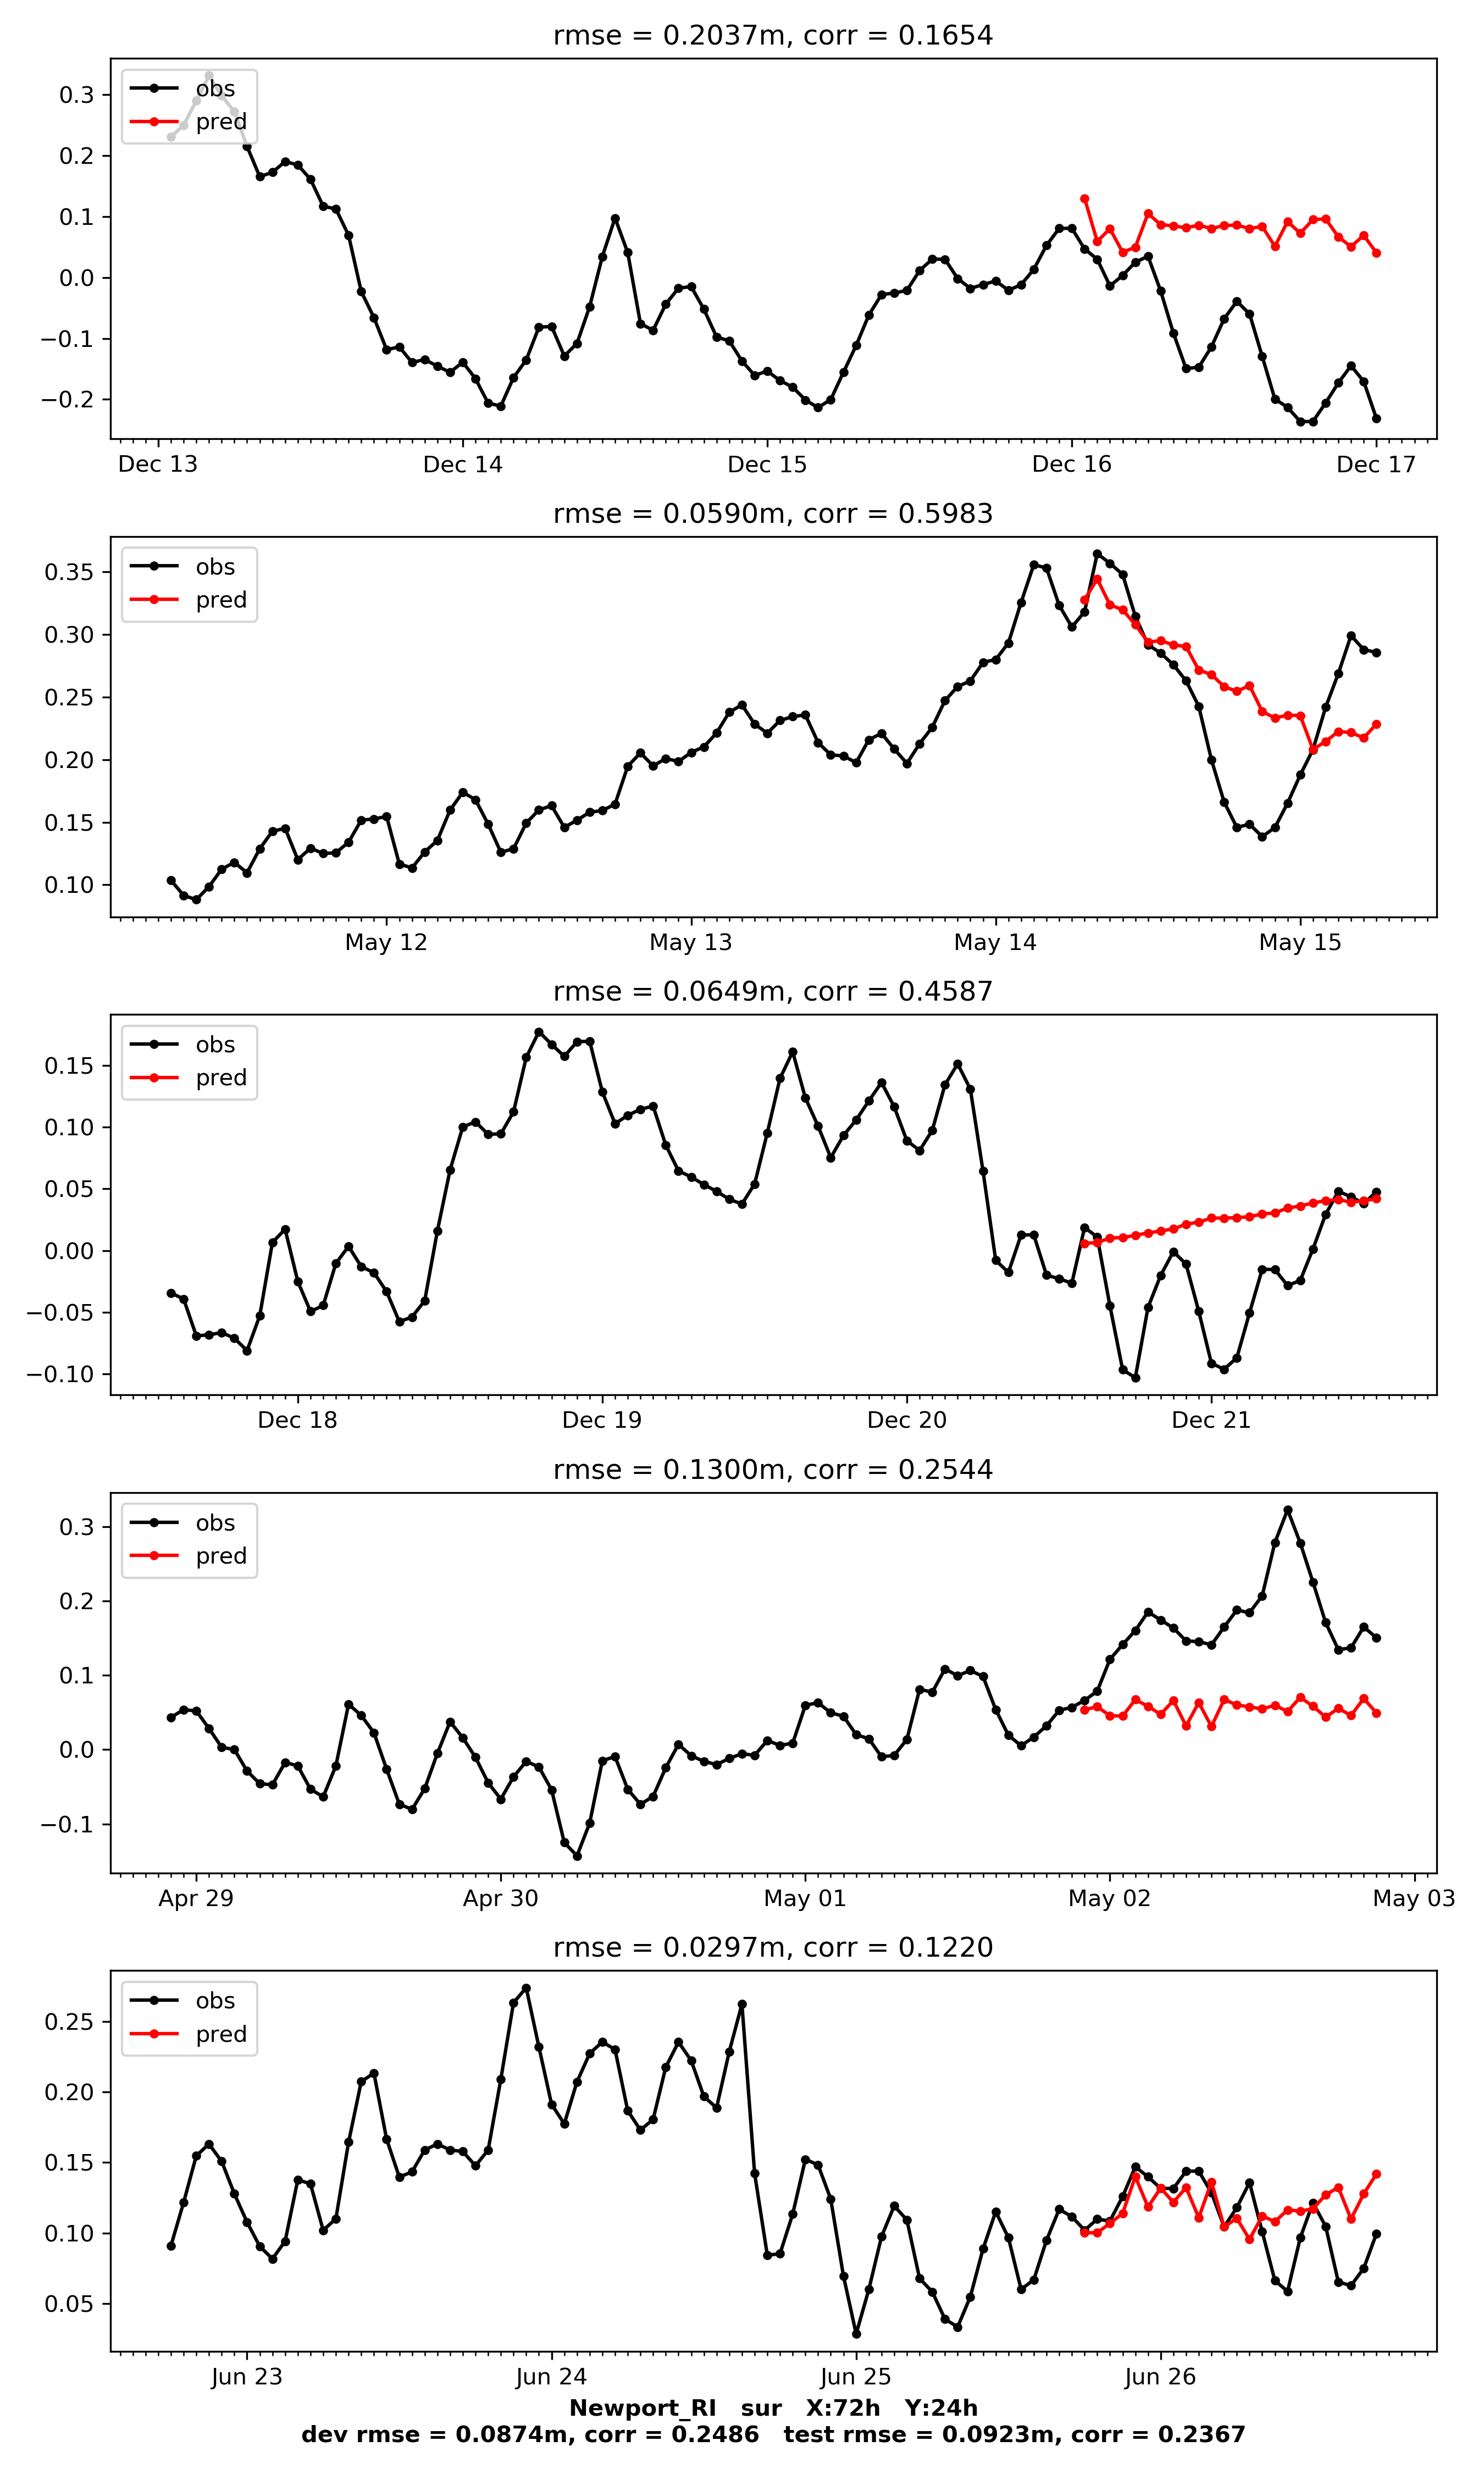 rmse = 0.2037m, corr = 0.1654
obs
pred
0.3
0.2
0.1
0.0
−0.1
−0.2
Dec 13 Dec 14 Dec 15 Dec 16 Dec 17
rmse = 0.0590m, corr = 0.5983
obs
pred
0.35
0.30
0.25
0.20
0.15
0.10
May 12 May 13 May 14 May 15
rmse = 0.0649m, corr = 0.4587
obs
pred
0.15
0.10
0.05
0.00
−0.05
−0.10
Dec 18 Dec 19 Dec 20 Dec 21
rmse = 0.1300m, corr = 0.2544
obs
pred
0.3
0.2
0.1
0.0
−0.1
Apr 29 Apr 30 May 01 May 02 May 03
rmse = 0.0297m, corr = 0.1220
obs
pred
0.25
0.20
0.15
0.10
0.05
Jun 23 Jun 24 Jun 25 Jun 26
Newport_RI sur X:72h Y:24h
dev rmse = 0.0874m, corr = 0.2486 test rmse = 0.0923m, corr = 0.2367